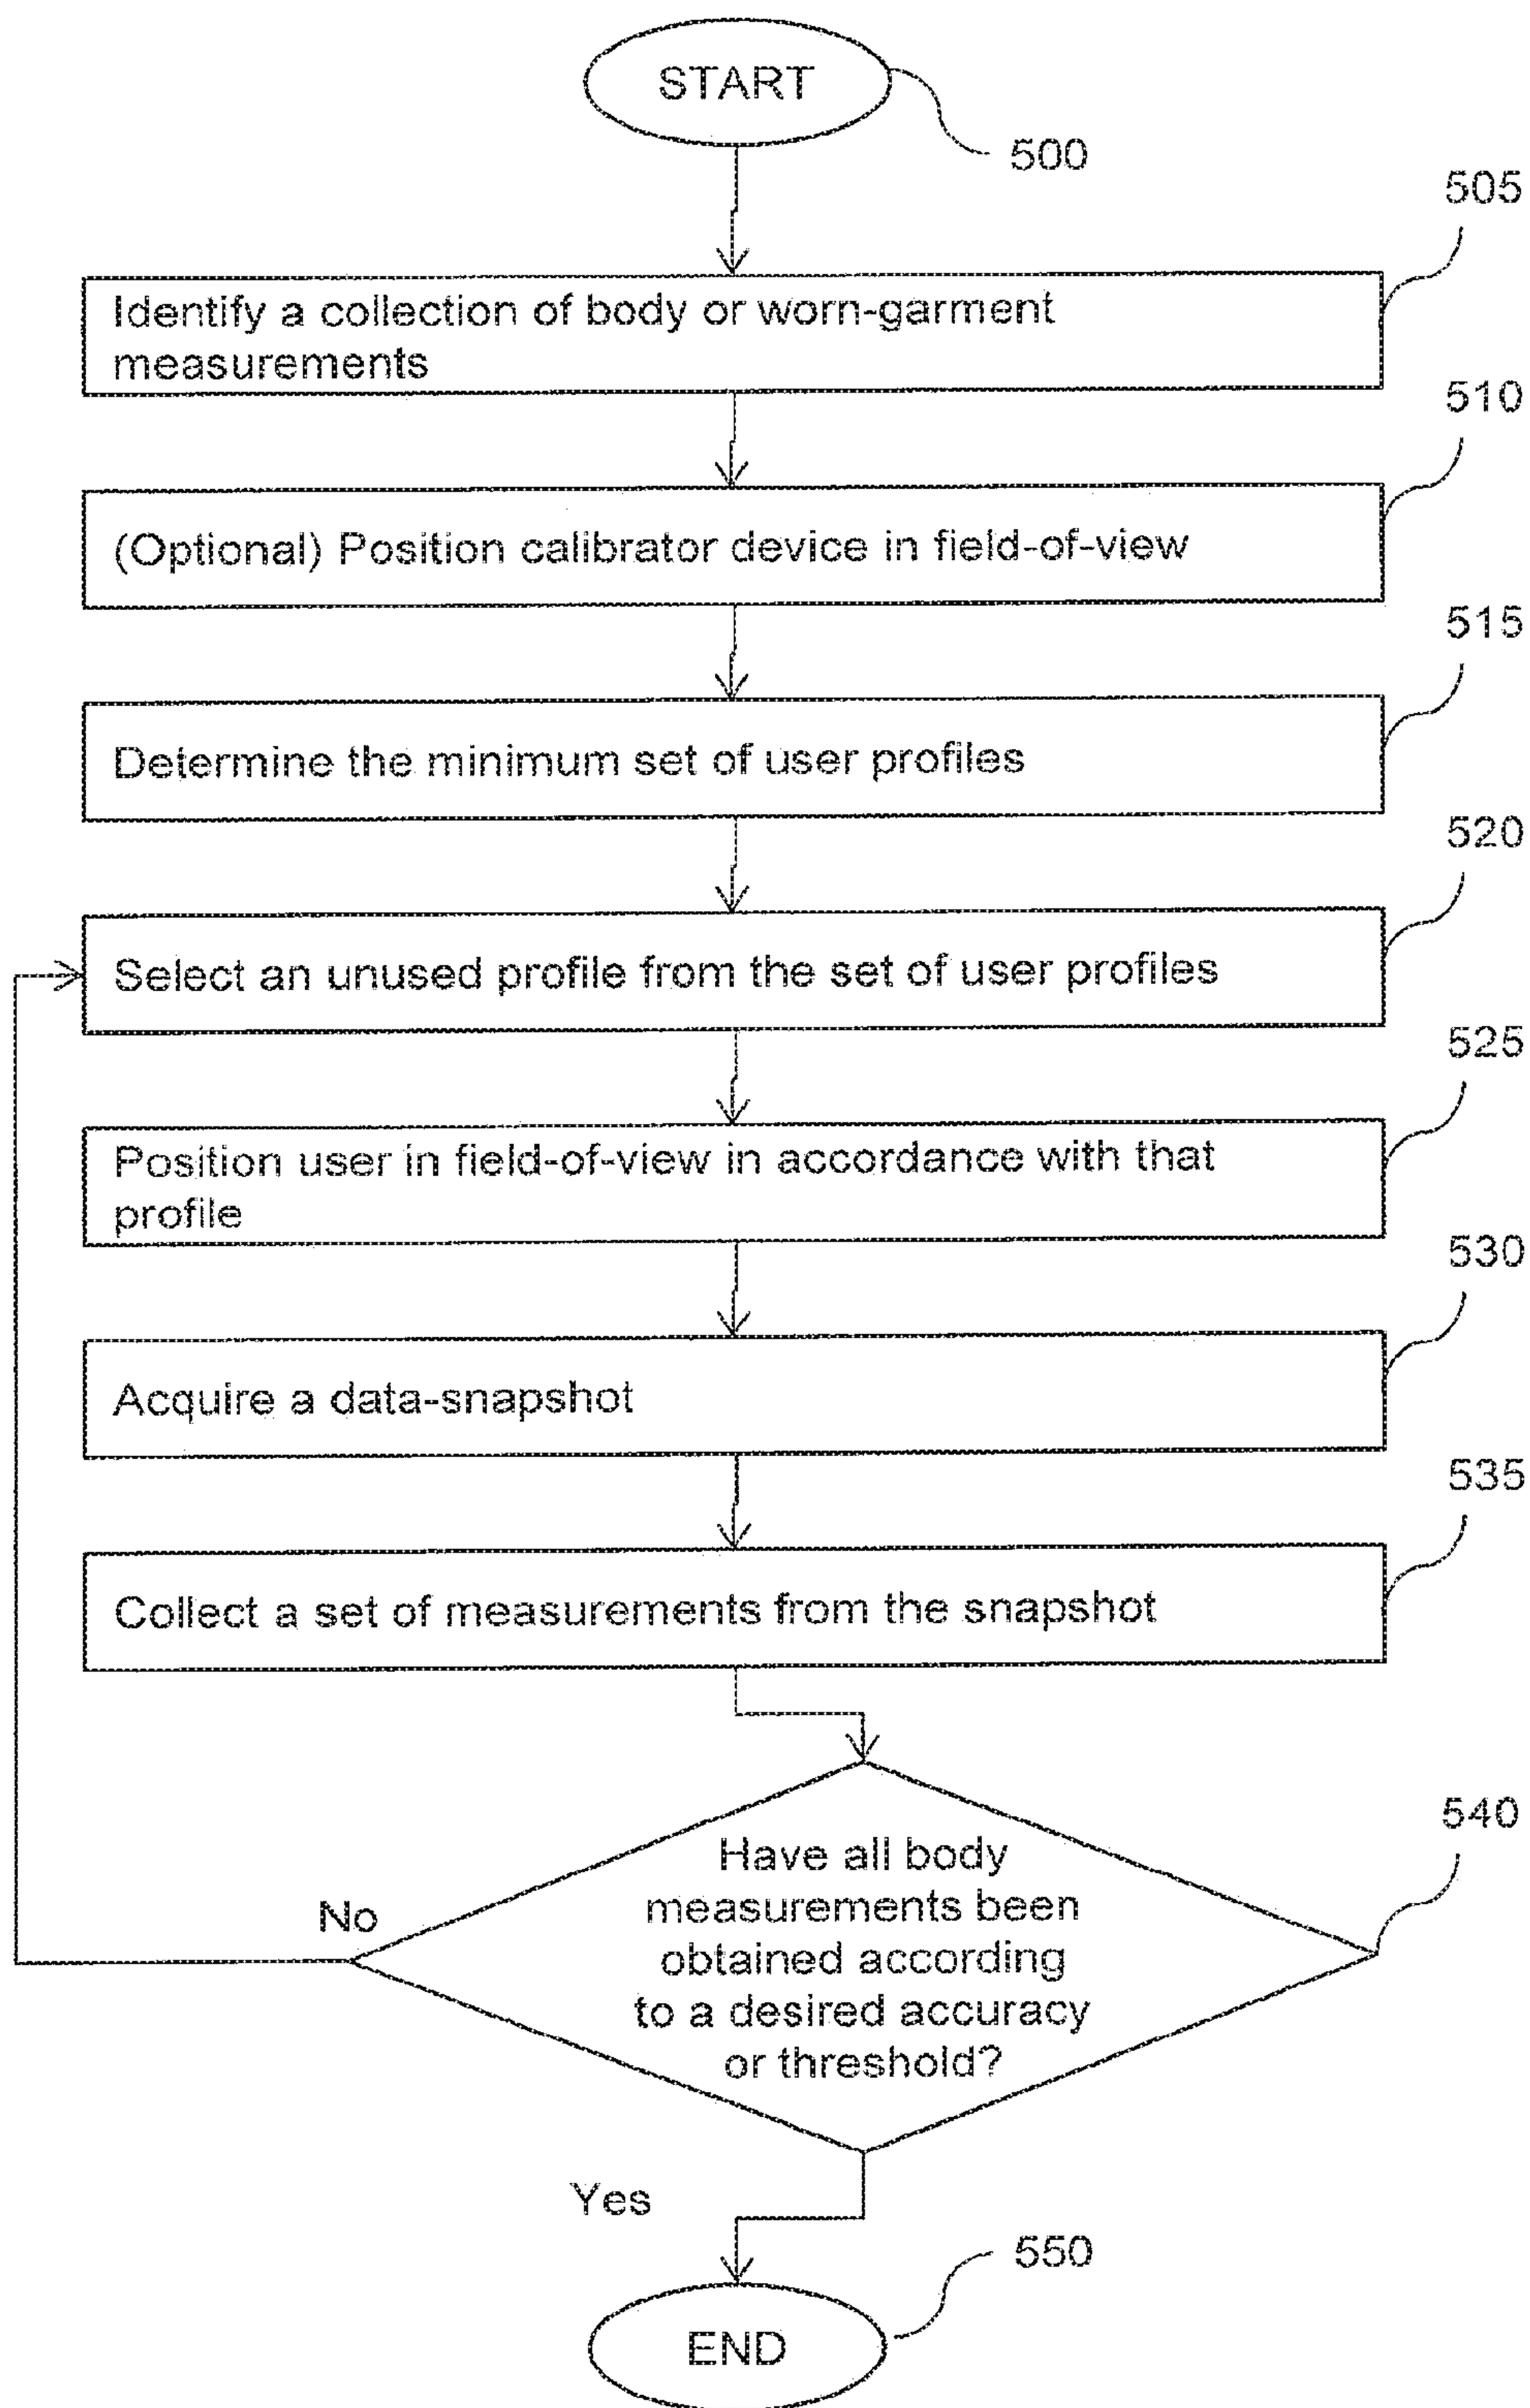 START
500
505
Identify a collection of body or worn-garment
measurements
510
(Optional) Position calibrator device in field-of-view
515
Determine the minimum set of user profiles
520
Select an unused profile from the set of user profiles
525
Position user in field-of-view in accordance with that
profile
530
Acquire a data-snapshot
535
Collect a set of measurements from the snapshot
540
Have all body
measurements been
obtained according
to a desired accuracy
or threshold?
No
Yes
550
END